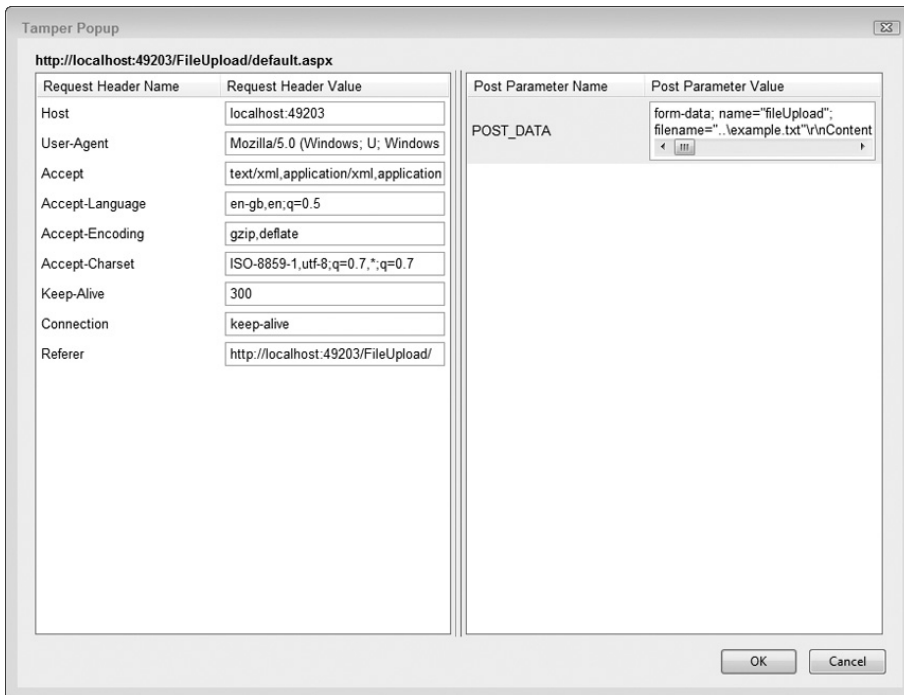 Tamper Popup
http://localhost:49203/FileUpload/default.aspx
Request Header Name Request Header Value
Host localhost:49203
User-Agent Mozilla/5.0 (Windows; U; Windows
Accept text/xml,application/xml,application
Accept-Language en-gb,en;q=0.5
Accept-Encoding gzip,deflate
Accept-Charset ISO-8859-1,utf-8;q=0.7,*;q=0.7
Keep-Alive 300
Connection keep-alive
Referer http://localhost:49203/FileUpload/
Post Parameter Name Post Parameter Value
POST_DATA
form-data; name="fileUpload";
filename="..\example.txt"\r\nContent
OK Cancel